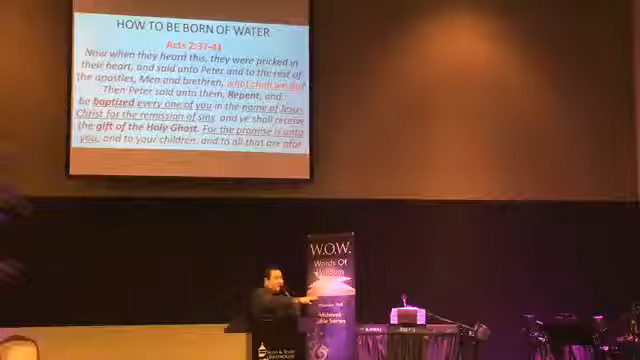 HOW TO BE BORN OF WATER
Acts 2:37-41
Now when they heard this, they were pricked in
their heart, and said unto Peter and to the rest of
the apostles, Men and brethren, what shall we do?
Then Peter said unto them, Repent, and
be baptized every one of you in the name of Jesus
Christ for the remission of sins, and ye shall receive
the gift of the Holy Ghost. For the promise is unto
you, and to your children, and to all that are afar
W.O.W.
Words Of
Wisdom
Midweek
Bible Series